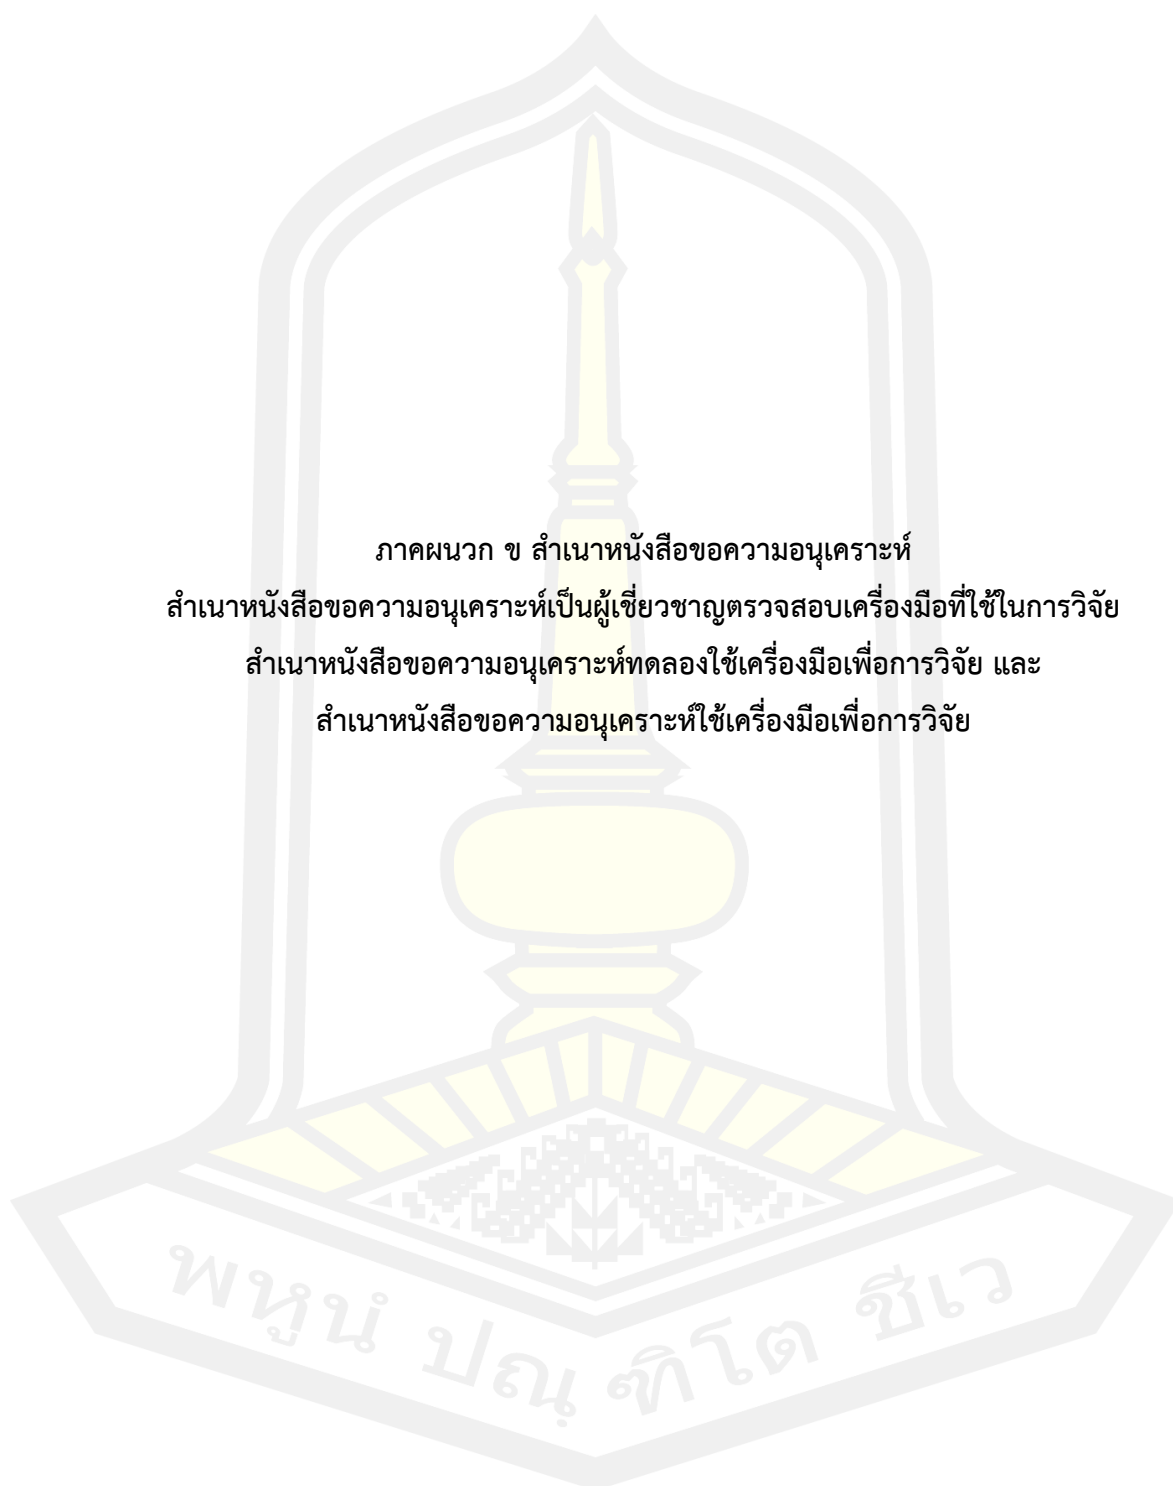 ภาคผนวก ข สำเนาหนังสือขอความอนุเคราะห์
สำเนาหนังสือขอความอนุเคราะห์เป็นผู้เชี่ยวชาญตรวจสอบเครื่องมือที่ใช้ในการวิจัย
สำเนาหนังสือขอความอนุเคราะห์ทดลองใช้เครื่องมือเพื่อการวิจัย และ
สำเนาหนังสือขอความอนุเคราะห์ใช้เครื่องมือเพื่อการวิจัย
พหูนํ ปณฺฑิโต ชีเว